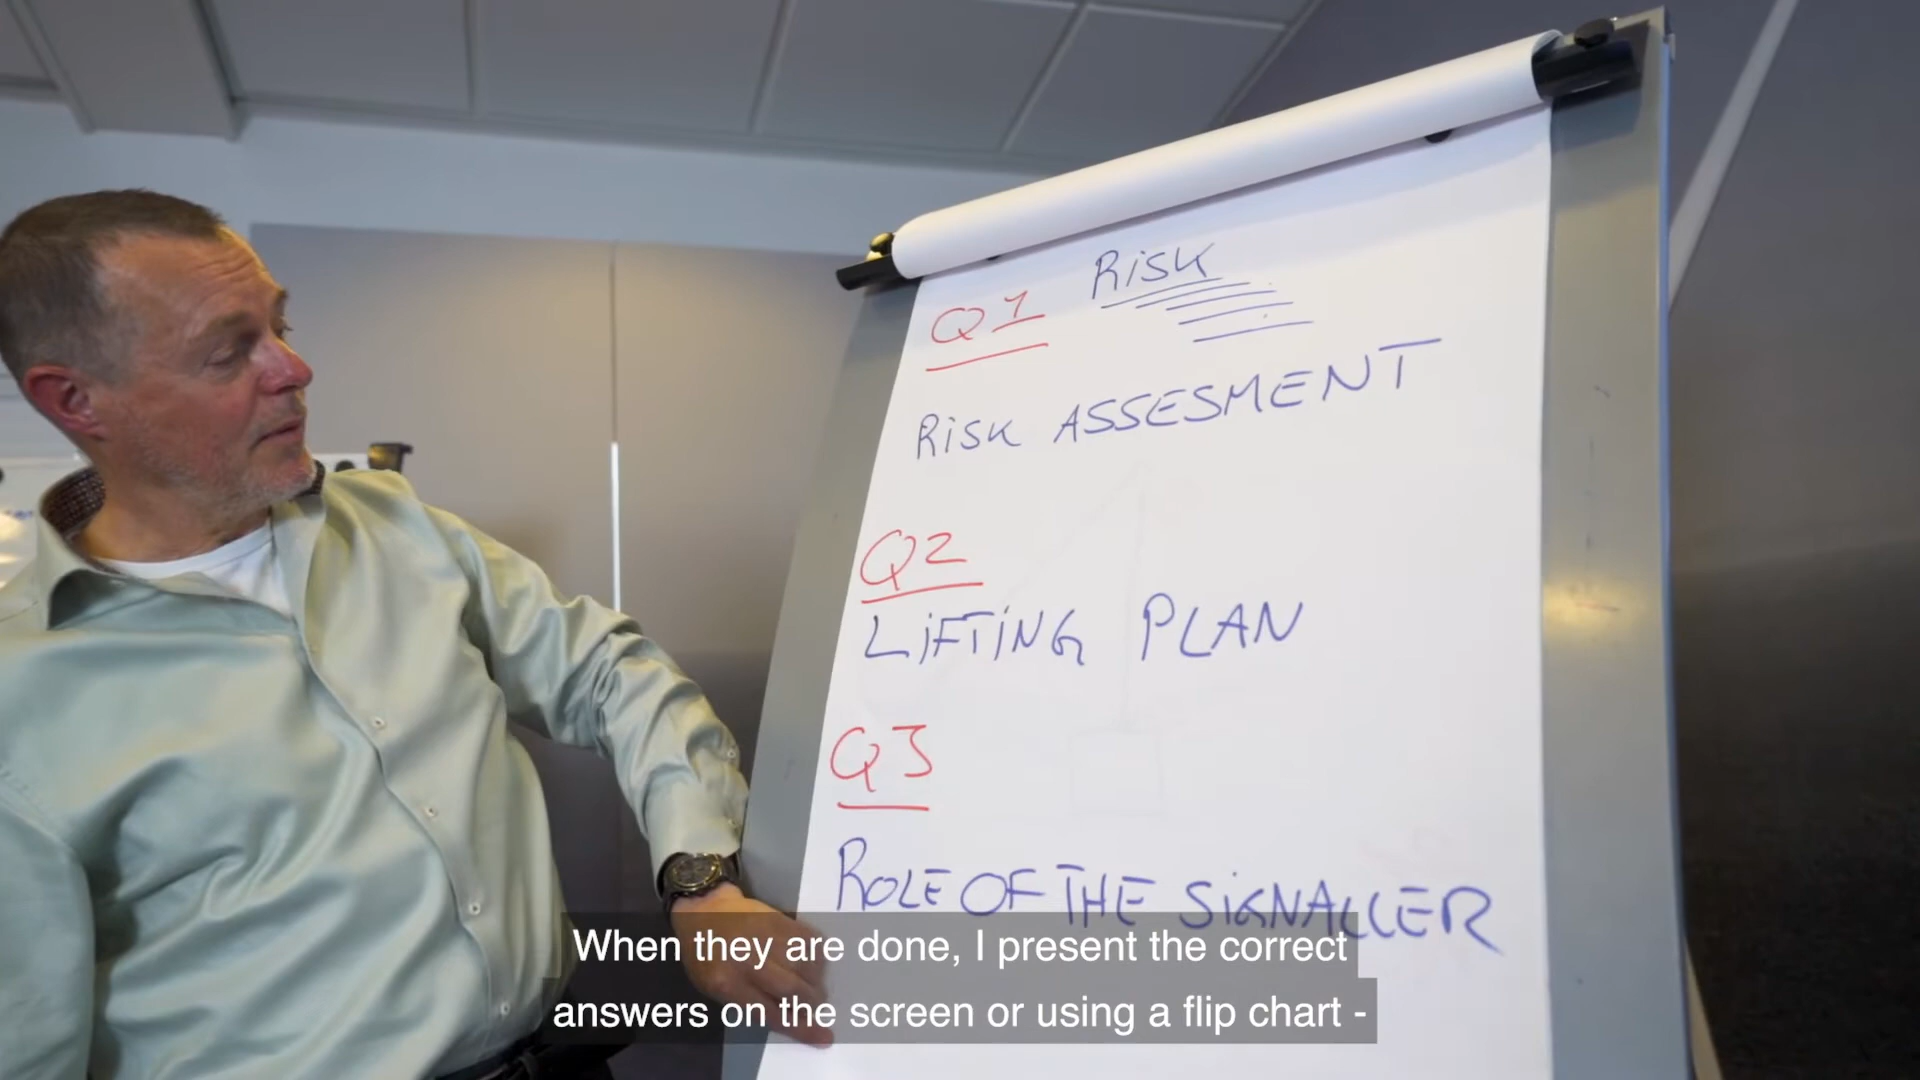 Risk
Q1
RiSK ASSESMENT
Q2
LiFTiNG PLAN
Q3
ROLE OF THE SiGNALLER
When they are done, I present the correct
answers on the screen or using a flip chart -